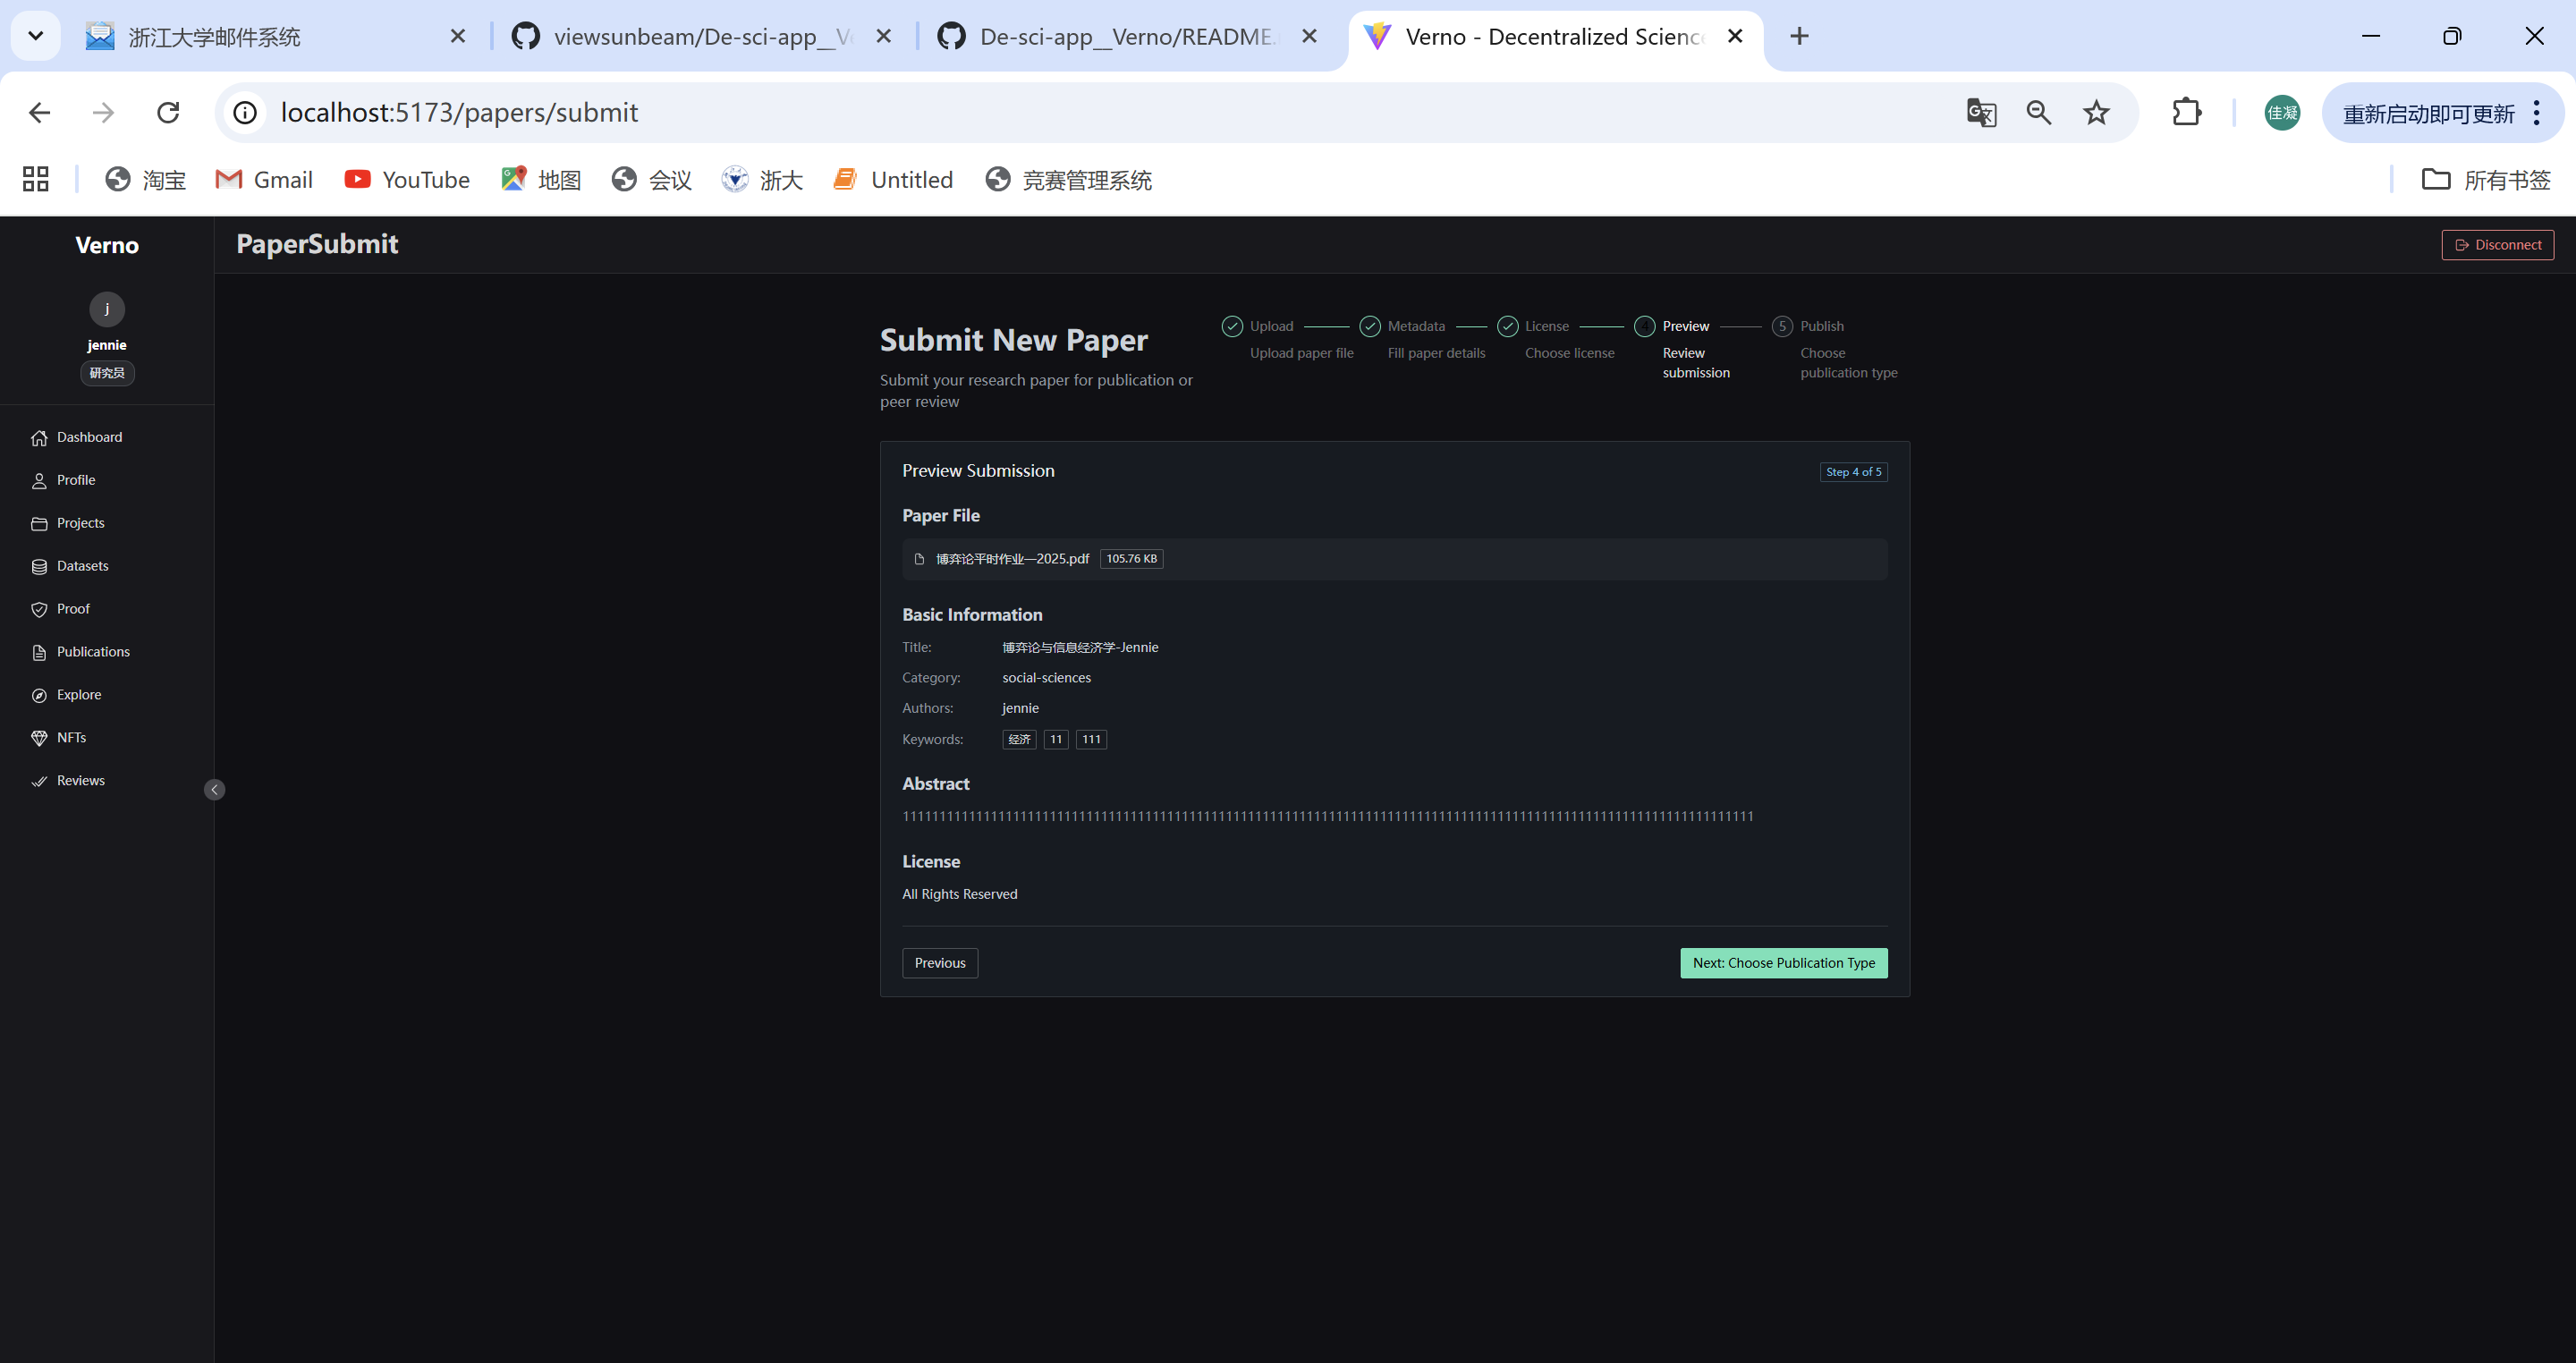 浙江大学邮件系统
viewsunbeam/De-sci-app__Ve
De-sci-app__Verno/README.
Verno - Decentralized Science
localhost:5173/papers/submit
佳凝
重新启动即可更新
淘宝
Gmail
YouTube
地图
会议
浙大
Untitled
竞赛管理系统
所有书签
Verno
PaperSubmit
Disconnect
j
jennie
研究员
Dashboard
Profile
Projects
Datasets
Proof
Publications
Explore
NFTs
Reviews
Submit New Paper
Submit your research paper for publication or
peer review
Upload
Upload paper file
Metadata
Fill paper details
License
Choose license
4 Preview
Review
submission
5 Publish
Choose
publication type
Preview Submission
Step 4 of 5
Paper File
博弈论平时作业—2025.pdf 105.76 KB
Basic Information
Title: 博弈论与信息经济学-Jennie
Category: social-sciences
Authors: jennie
Keywords: 经济 11 111
Abstract
License
All Rights Reserved
Previous
Next: Choose Publication Type